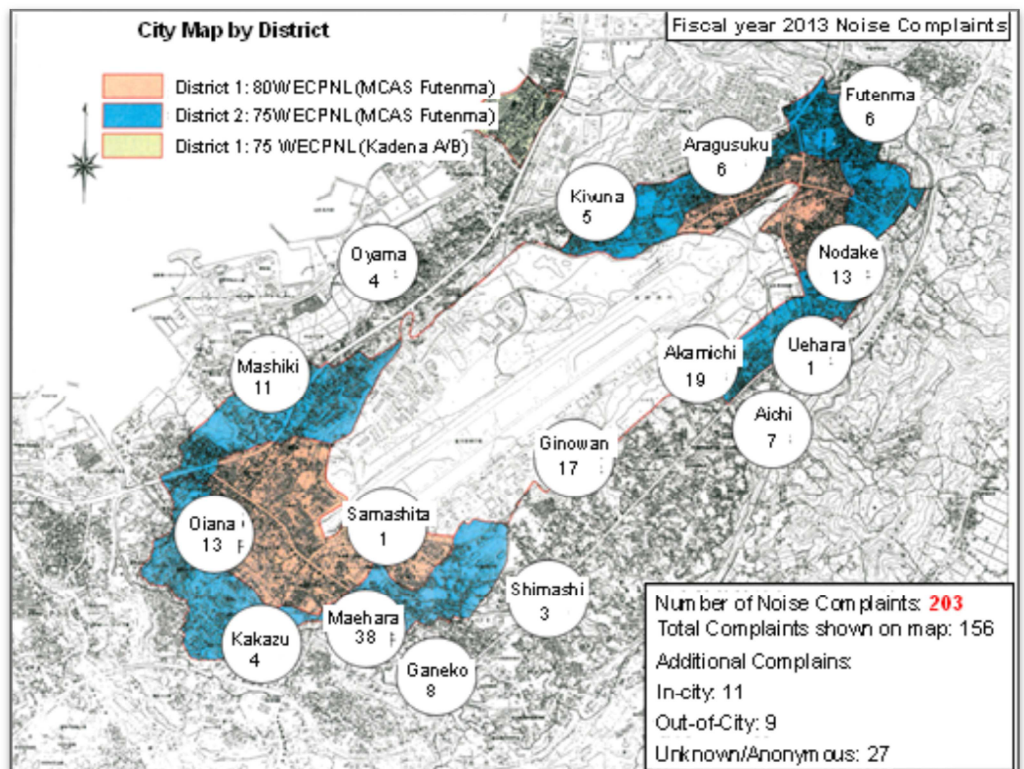 City Map by District
Fiscal year 2013 Noise Complaints
District 1: 80WECPNL(MCAS Futenma)
District 2: 75WECPNL(MCAS Futenma)
District 1: 75 WECPNL(Kadena A/B)
Futenma
6
Aragusuku
6
Kiyuna
5
Oyama
4
Nodake
13
Mashiki
11
Akamichi
19
Uehara
1
Aichi
7
Ginowan
17
Samashita
1
Oiana
13
Shimashi
3
Maehara
38
Kakazu
4
Ganeko
8
Number of Noise Complaints: 203
Total Complaints shown on map: 156
Additional Complains:
In-city: 11
Out-of-City: 9
Unknown/Anonymous: 27